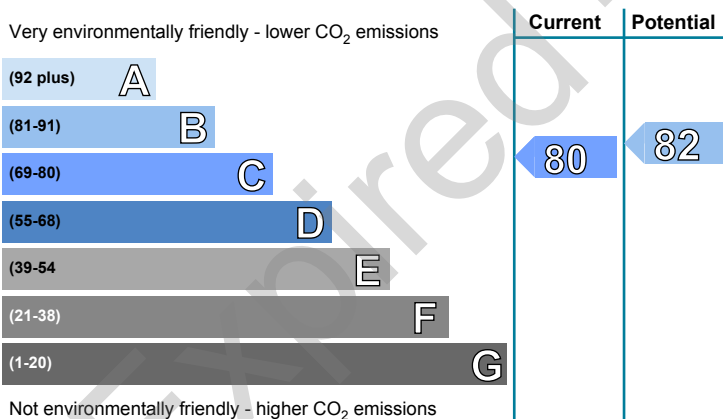 Very environmentally friendly - lower CO2 emissions
Current
Potential
(92 plus) A
(81-91) B
(69-80) C
(55-68) D
(39-54 E
(21-38) F
(1-20) G
80
82
Not environmentally friendly - higher CO2 emissions
Expired